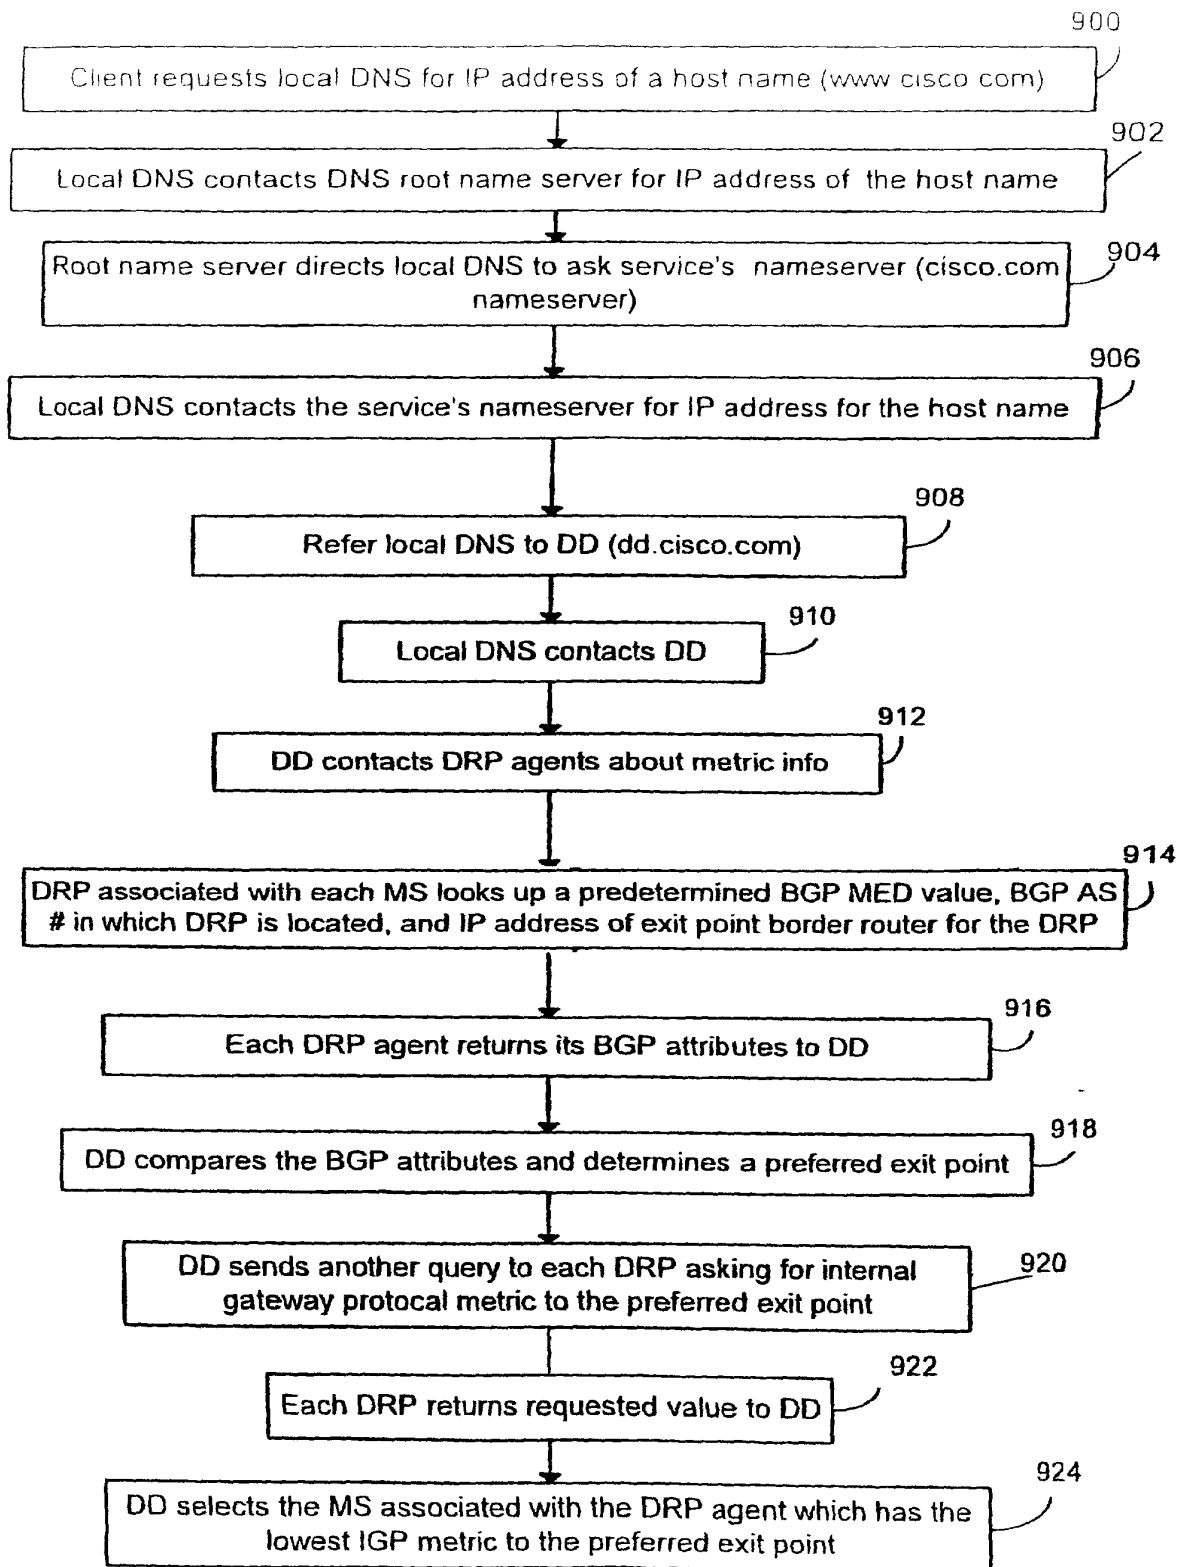 900
Client requests local DNS for IP address of a host name (www cisco com)
902
Local DNS contacts DNS root name server for IP address of the host name
904
Root name server directs local DNS to ask service's nameserver (cisco.com
nameserver)
906
Local DNS contacts the service's nameserver for IP address for the host name
908
Refer local DNS to DD (dd.cisco.com)
910
Local DNS contacts DD
912
DD contacts DRP agents about metric info
914
DRP associated with each MS looks up a predetermined BGP MED value, BGP AS
# in which DRP is located, and IP address of exit point border router for the DRP
916
Each DRP agent returns its BGP attributes to DD
918
DD compares the BGP attributes and determines a preferred exit point
920
DD sends another query to each DRP asking for internal
gateway protocal metric to the preferred exit point
922
Each DRP returns requested value to DD
924
DD selects the MS associated with the DRP agent which has the
lowest IGP metric to the preferred exit point